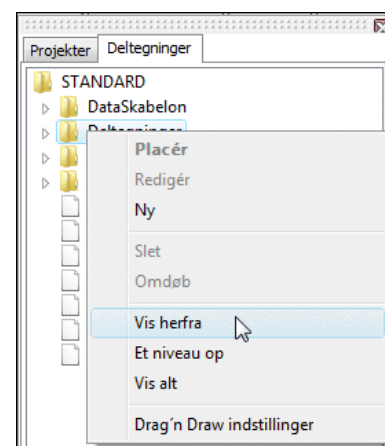 Projekter Deltegninger
STANDARD
DataSkabelon
Deltegninger
Placér
Redigér
Ny
Slet
Omdøb
Vis herfra
Et niveau op
Vis alt
Drag´n Draw indstillinger